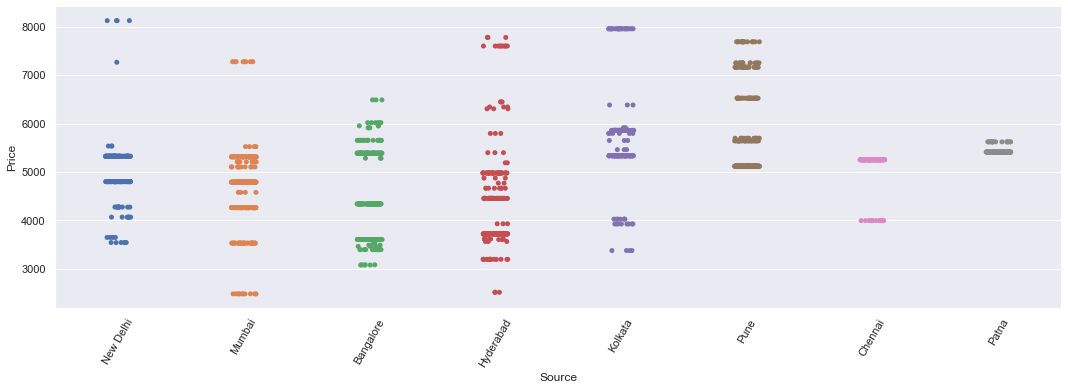 8000
7000
6000
5000
4000
3000
Price
New Delhi
Mumbai
Bangalore
Hyderabad
Kolkata
Pune
Chennai
Patna
Source